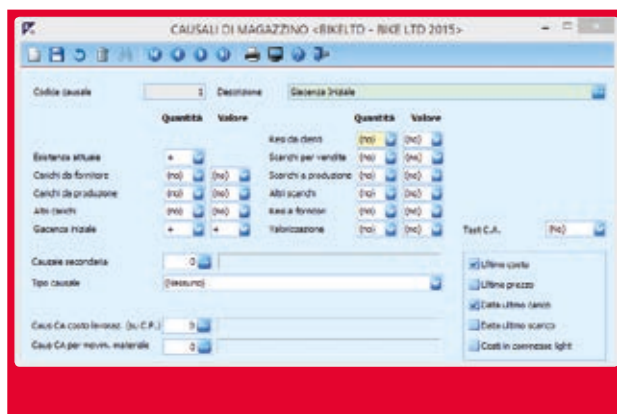 CAUSALI DI MAGAZZINO <BIKELTD - BIKE LTD 2015>
Codice causale 1 Descrizione Giacenza Iniziale
Quantità Valore Quantità Valore
Resi da clienti (no) (no)
Esistenza attuale + Scarichi per vendite (no) (no)
Carichi da fornitore (no) (no) Scarichi a produzione (no) (no)
Carichi da produzione (no) (no) Altri scarichi (no) (no)
Altri carichi (no) (no) Resi a fornitori (no) (no)
Giacenza iniziale + + Valorizzazione (no) (no) Test C.A. (No)
Causale secondaria 0
Ultimo costo
Tipo causale (Nessuno)
Ultimo prezzo
Data ultimo carico
Caus CA costo lavoraz. (su C.P.) 0
Data ultimo scarico
Caus CA per movim. materiale 0
Costi in commesse light